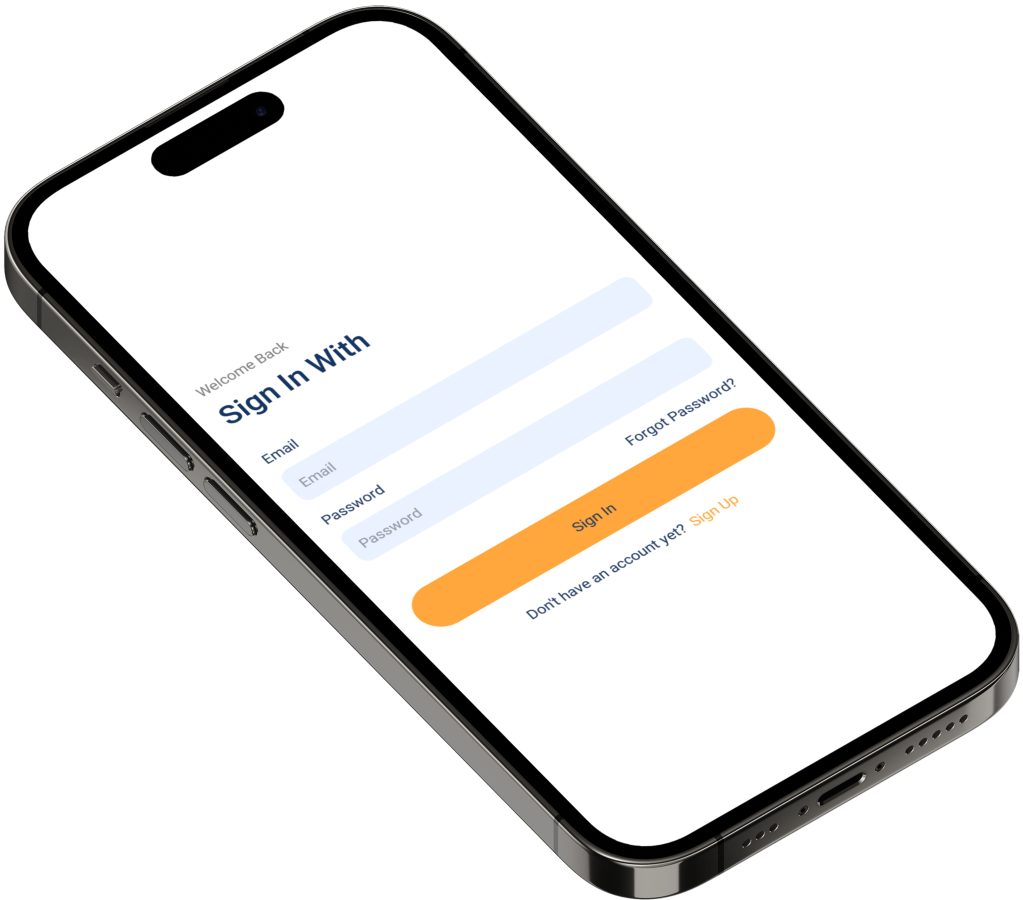 Welcome Back
Sign In With
Email
Email
Password
Password
Forgot Password?
Sign In
Don't have an account yet? Sign Up